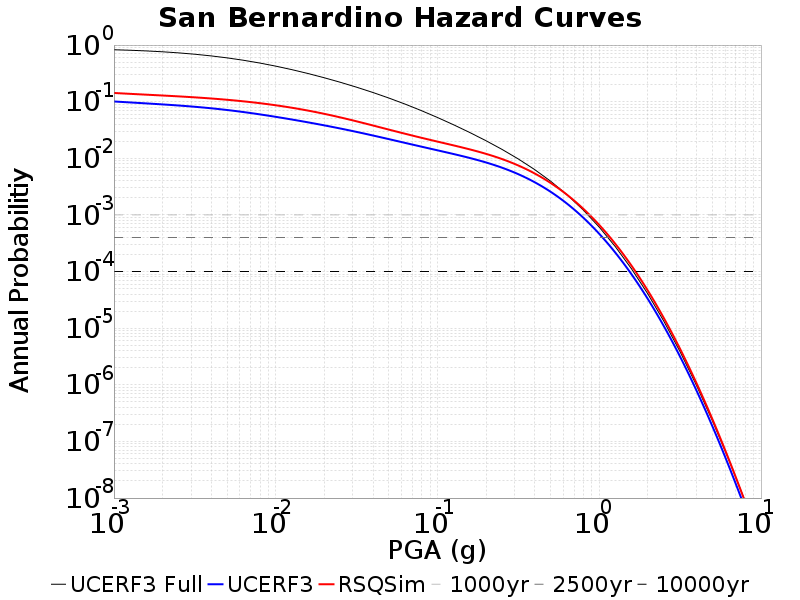 San Bernardino Hazard Curves
Annual Probabilitiy
10^0
10^-1
10^-2
10^-3
10^-4
10^-5
10^-6
10^-7
10^-8
10^-3 10^-2 10^-1 10^0 10^1
PGA (g)
UCERF3 Full UCERF3 RSQSim 1000yr 2500yr 10000yr